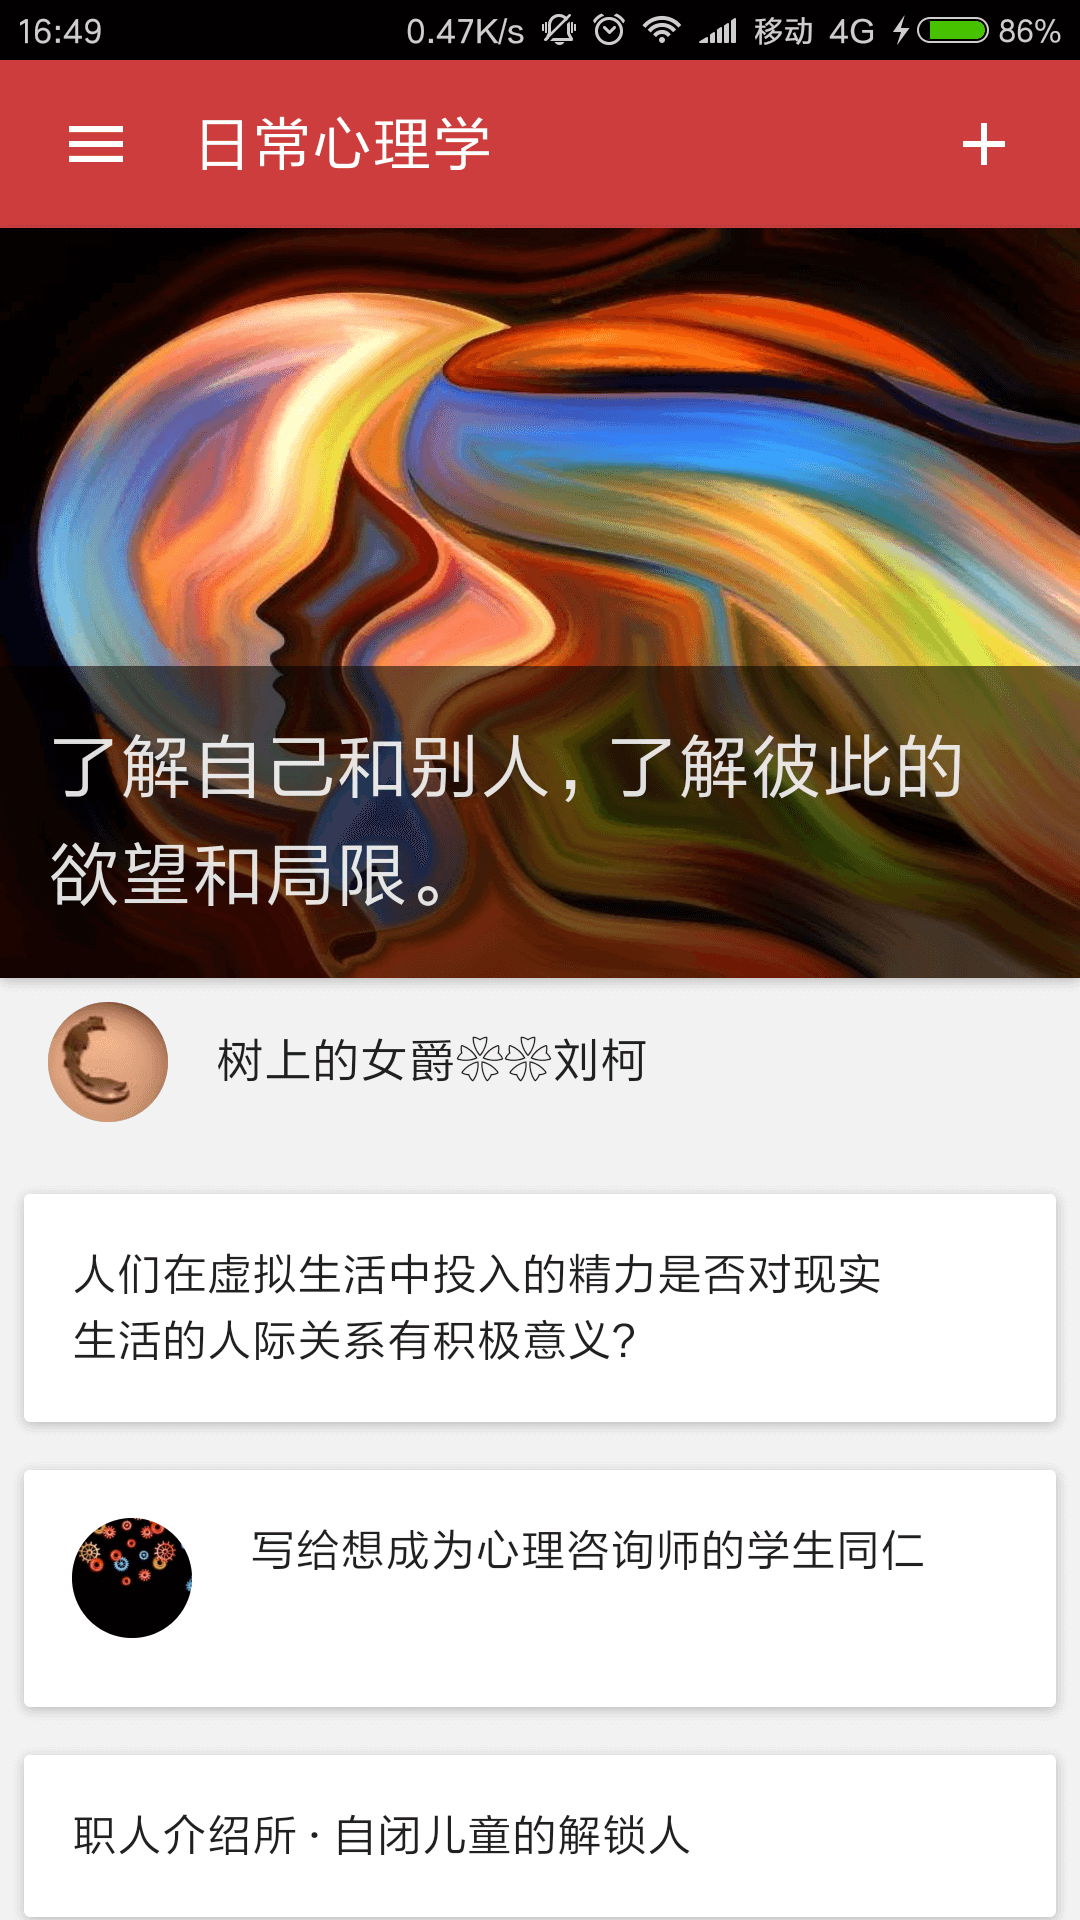 16:49 0.47K/s 移动 4G 86%
日常心理学
了解自己和别人，了解彼此的
欲望和局限。
树上的女爵❀❀刘柯
人们在虚拟生活中投入的精力是否对现实
生活的人际关系有积极意义？
写给想成为心理咨询师的学生同仁
职人介绍所 · 自闭儿童的解锁人